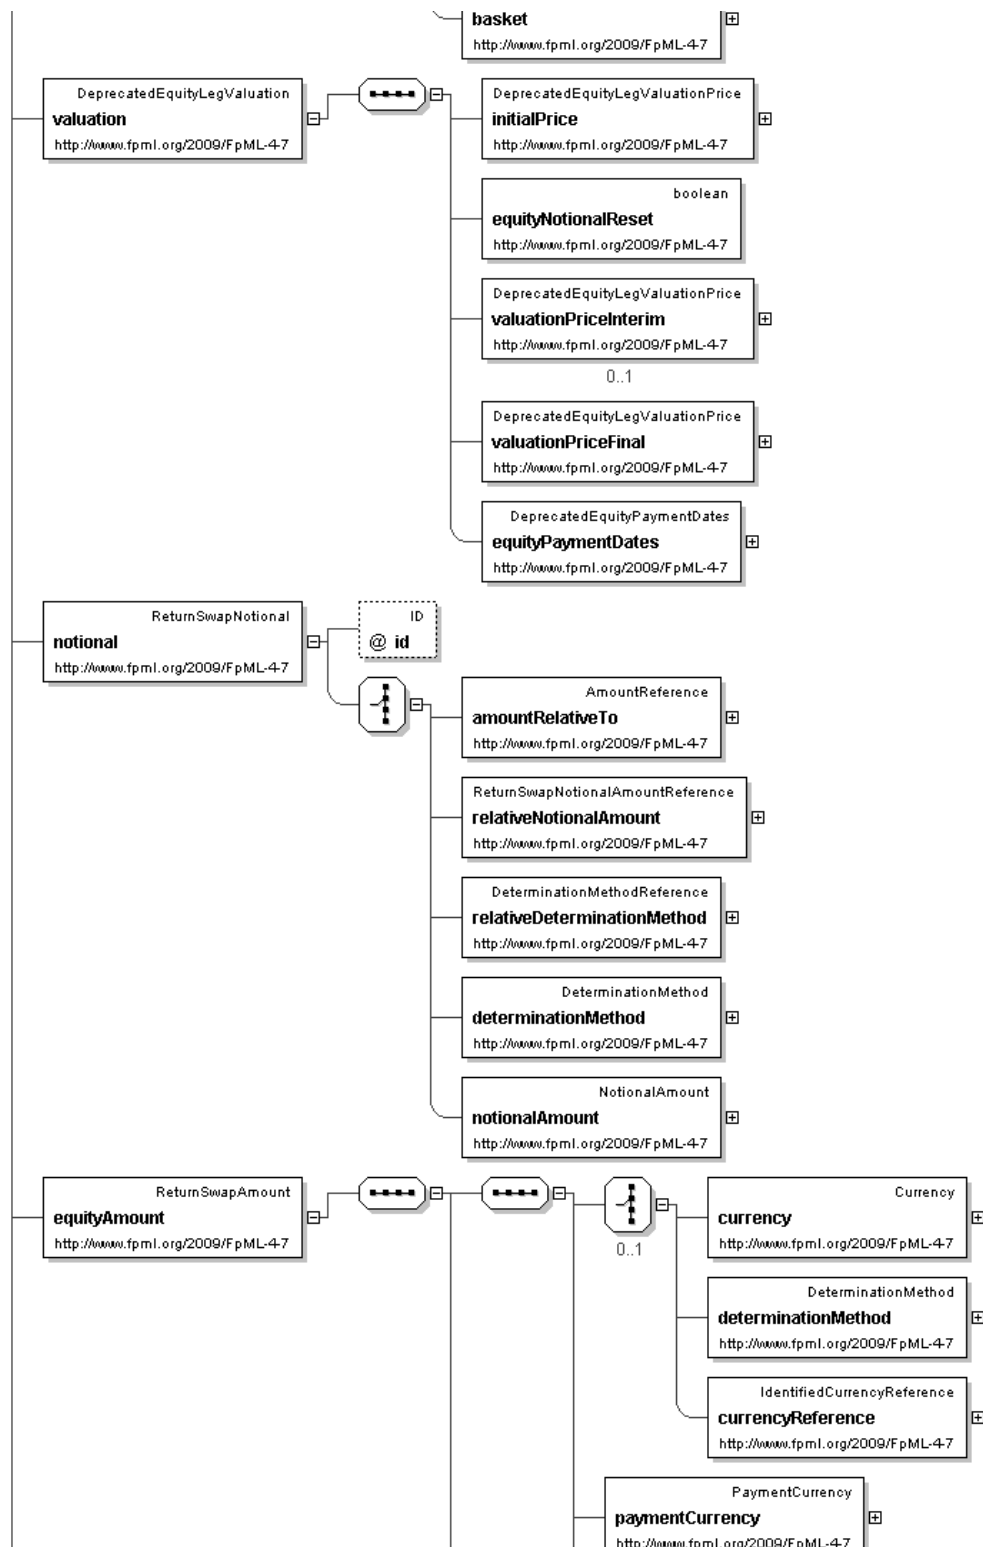 basket
http://www.fpml.org/2009/FpML-4-7
DeprecatedEquityLegValuation
valuation
http://www.fpml.org/2009/FpML-4-7
DeprecatedEquityLegValuationPrice
initialPrice
http://www.fpml.org/2009/FpML-4-7
boolean
equityNotionalReset
http://www.fpml.org/2009/FpML-4-7
DeprecatedEquityLegValuationPrice
valuationPriceInterim
http://www.fpml.org/2009/FpML-4-7
0..1
DeprecatedEquityLegValuationPrice
valuationPriceFinal
http://www.fpml.org/2009/FpML-4-7
DeprecatedEquityPaymentDates
equityPaymentDates
http://www.fpml.org/2009/FpML-4-7
ReturnSwapNotional
notional
http://www.fpml.org/2009/FpML-4-7
ID
@ id
AmountReference
amountRelativeTo
http://www.fpml.org/2009/FpML-4-7
ReturnSwapNotionalAmountReference
relativeNotionalAmount
http://www.fpml.org/2009/FpML-4-7
DeterminationMethodReference
relativeDeterminationMethod
http://www.fpml.org/2009/FpML-4-7
DeterminationMethod
determinationMethod
http://www.fpml.org/2009/FpML-4-7
NotionalAmount
notionalAmount
http://www.fpml.org/2009/FpML-4-7
ReturnSwapAmount
equityAmount
http://www.fpml.org/2009/FpML-4-7
0..1
Currency
currency
http://www.fpml.org/2009/FpML-4-7
DeterminationMethod
determinationMethod
http://www.fpml.org/2009/FpML-4-7
IdentifiedCurrencyReference
currencyReference
http://www.fpml.org/2009/FpML-4-7
PaymentCurrency
paymentCurrency
http://www.fpml.org/2009/FpML-4-7